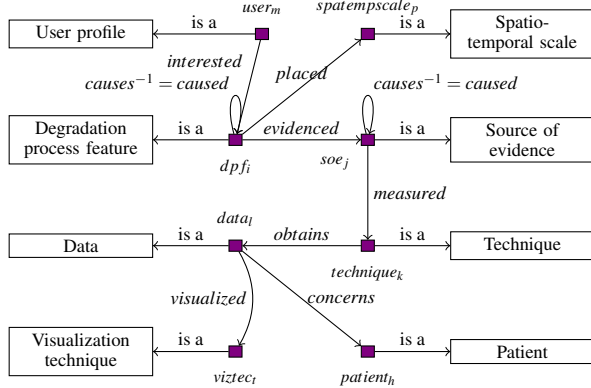 user_m
spatempscale_p
User profile
is a
is a
Spatio-
temporal scale
interested
placed
causes⁻¹ = caused
causes⁻¹ = caused
Degradation
process feature
is a
evidenced
is a
Source of
evidence
dpf_i
soe_j
measured
data_l
Data
is a
obtains
is a
Technique
technique_k
visualized
concerns
Visualization
technique
is a
is a
Patient
viztec_t
patient_h